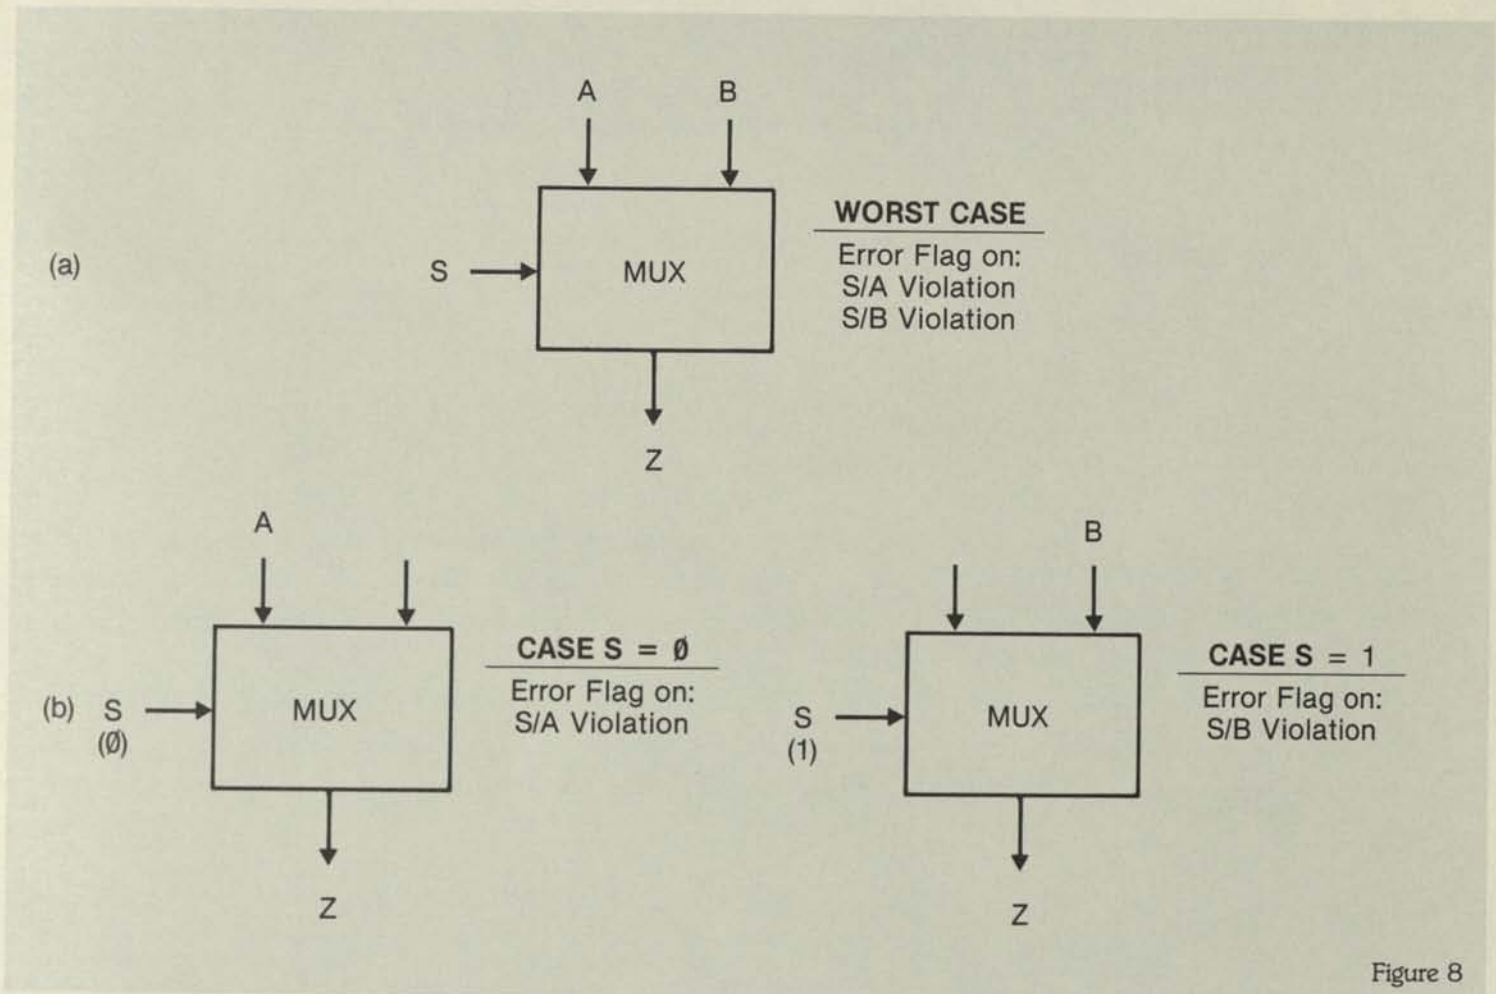 A B
WORST CASE
Error Flag on:
S/A Violation
S/B Violation
(a) S MUX
Z
A
CASE S = Ø
Error Flag on:
S/A Violation
(b) S MUX
(Ø)
Z
B
CASE S = 1
Error Flag on:
S/B Violation
S MUX
(1)
Z
Figure 8